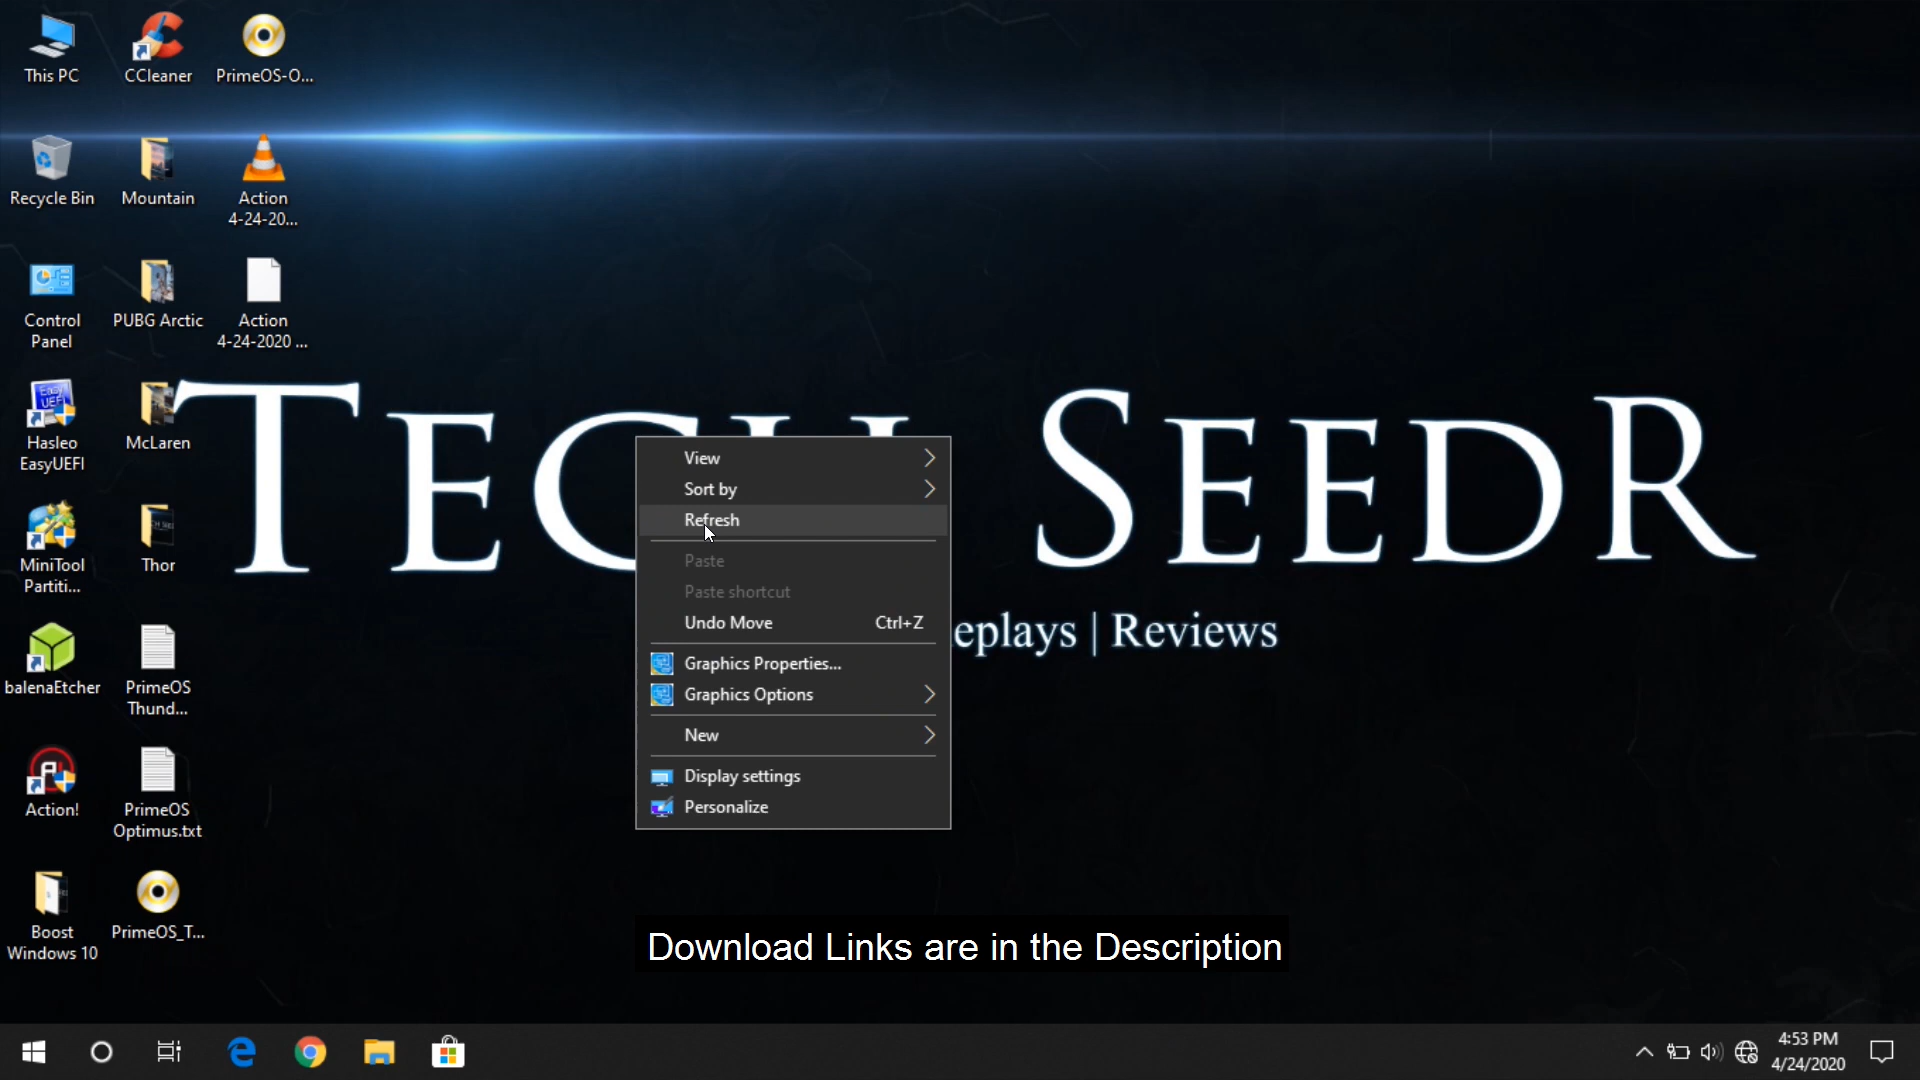 This PC
CCleaner
PrimeOS-O...
Recycle Bin
Mountain
Action
4-24-20...
Control
Panel
PUBG Arctic
Action
4-24-2020 ...
Hasleo
EasyUEFI
McLaren
MiniTool
Partiti...
Thor
balenaEtcher
PrimeOS
Thund...
Action!
PrimeOS
Optimus.txt
Boost
Windows 10
PrimeOS_T...
TECH SEEDR
eplays | Reviews
View
Sort by
Refresh
Paste
Paste shortcut
Undo Move Ctrl+Z
Graphics Properties...
Graphics Options
New
Display settings
Personalize
Download Links are in the Description
4:53 PM
4/24/2020